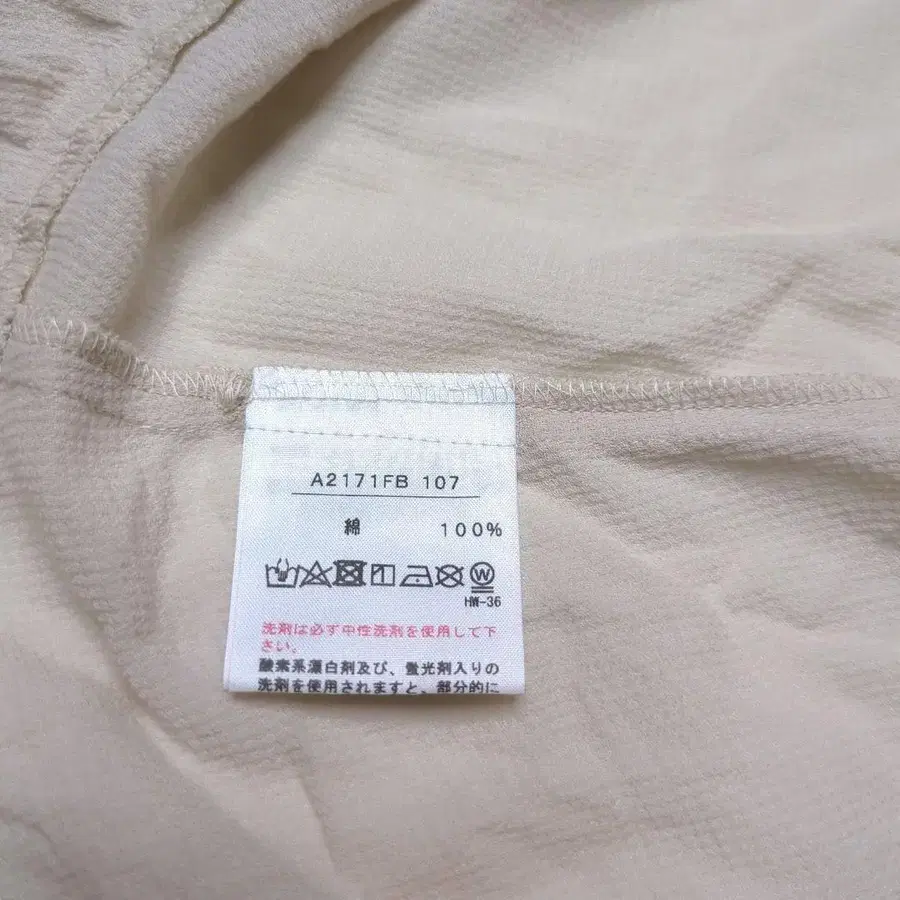 A2171FB 107
綿 100%
W
HW-36
洗剤は必ず中性洗剤を使用して下
さい。
酸素系漂白剤及び、蛍光剤入りの
洗剤を使用されますと、部分的に